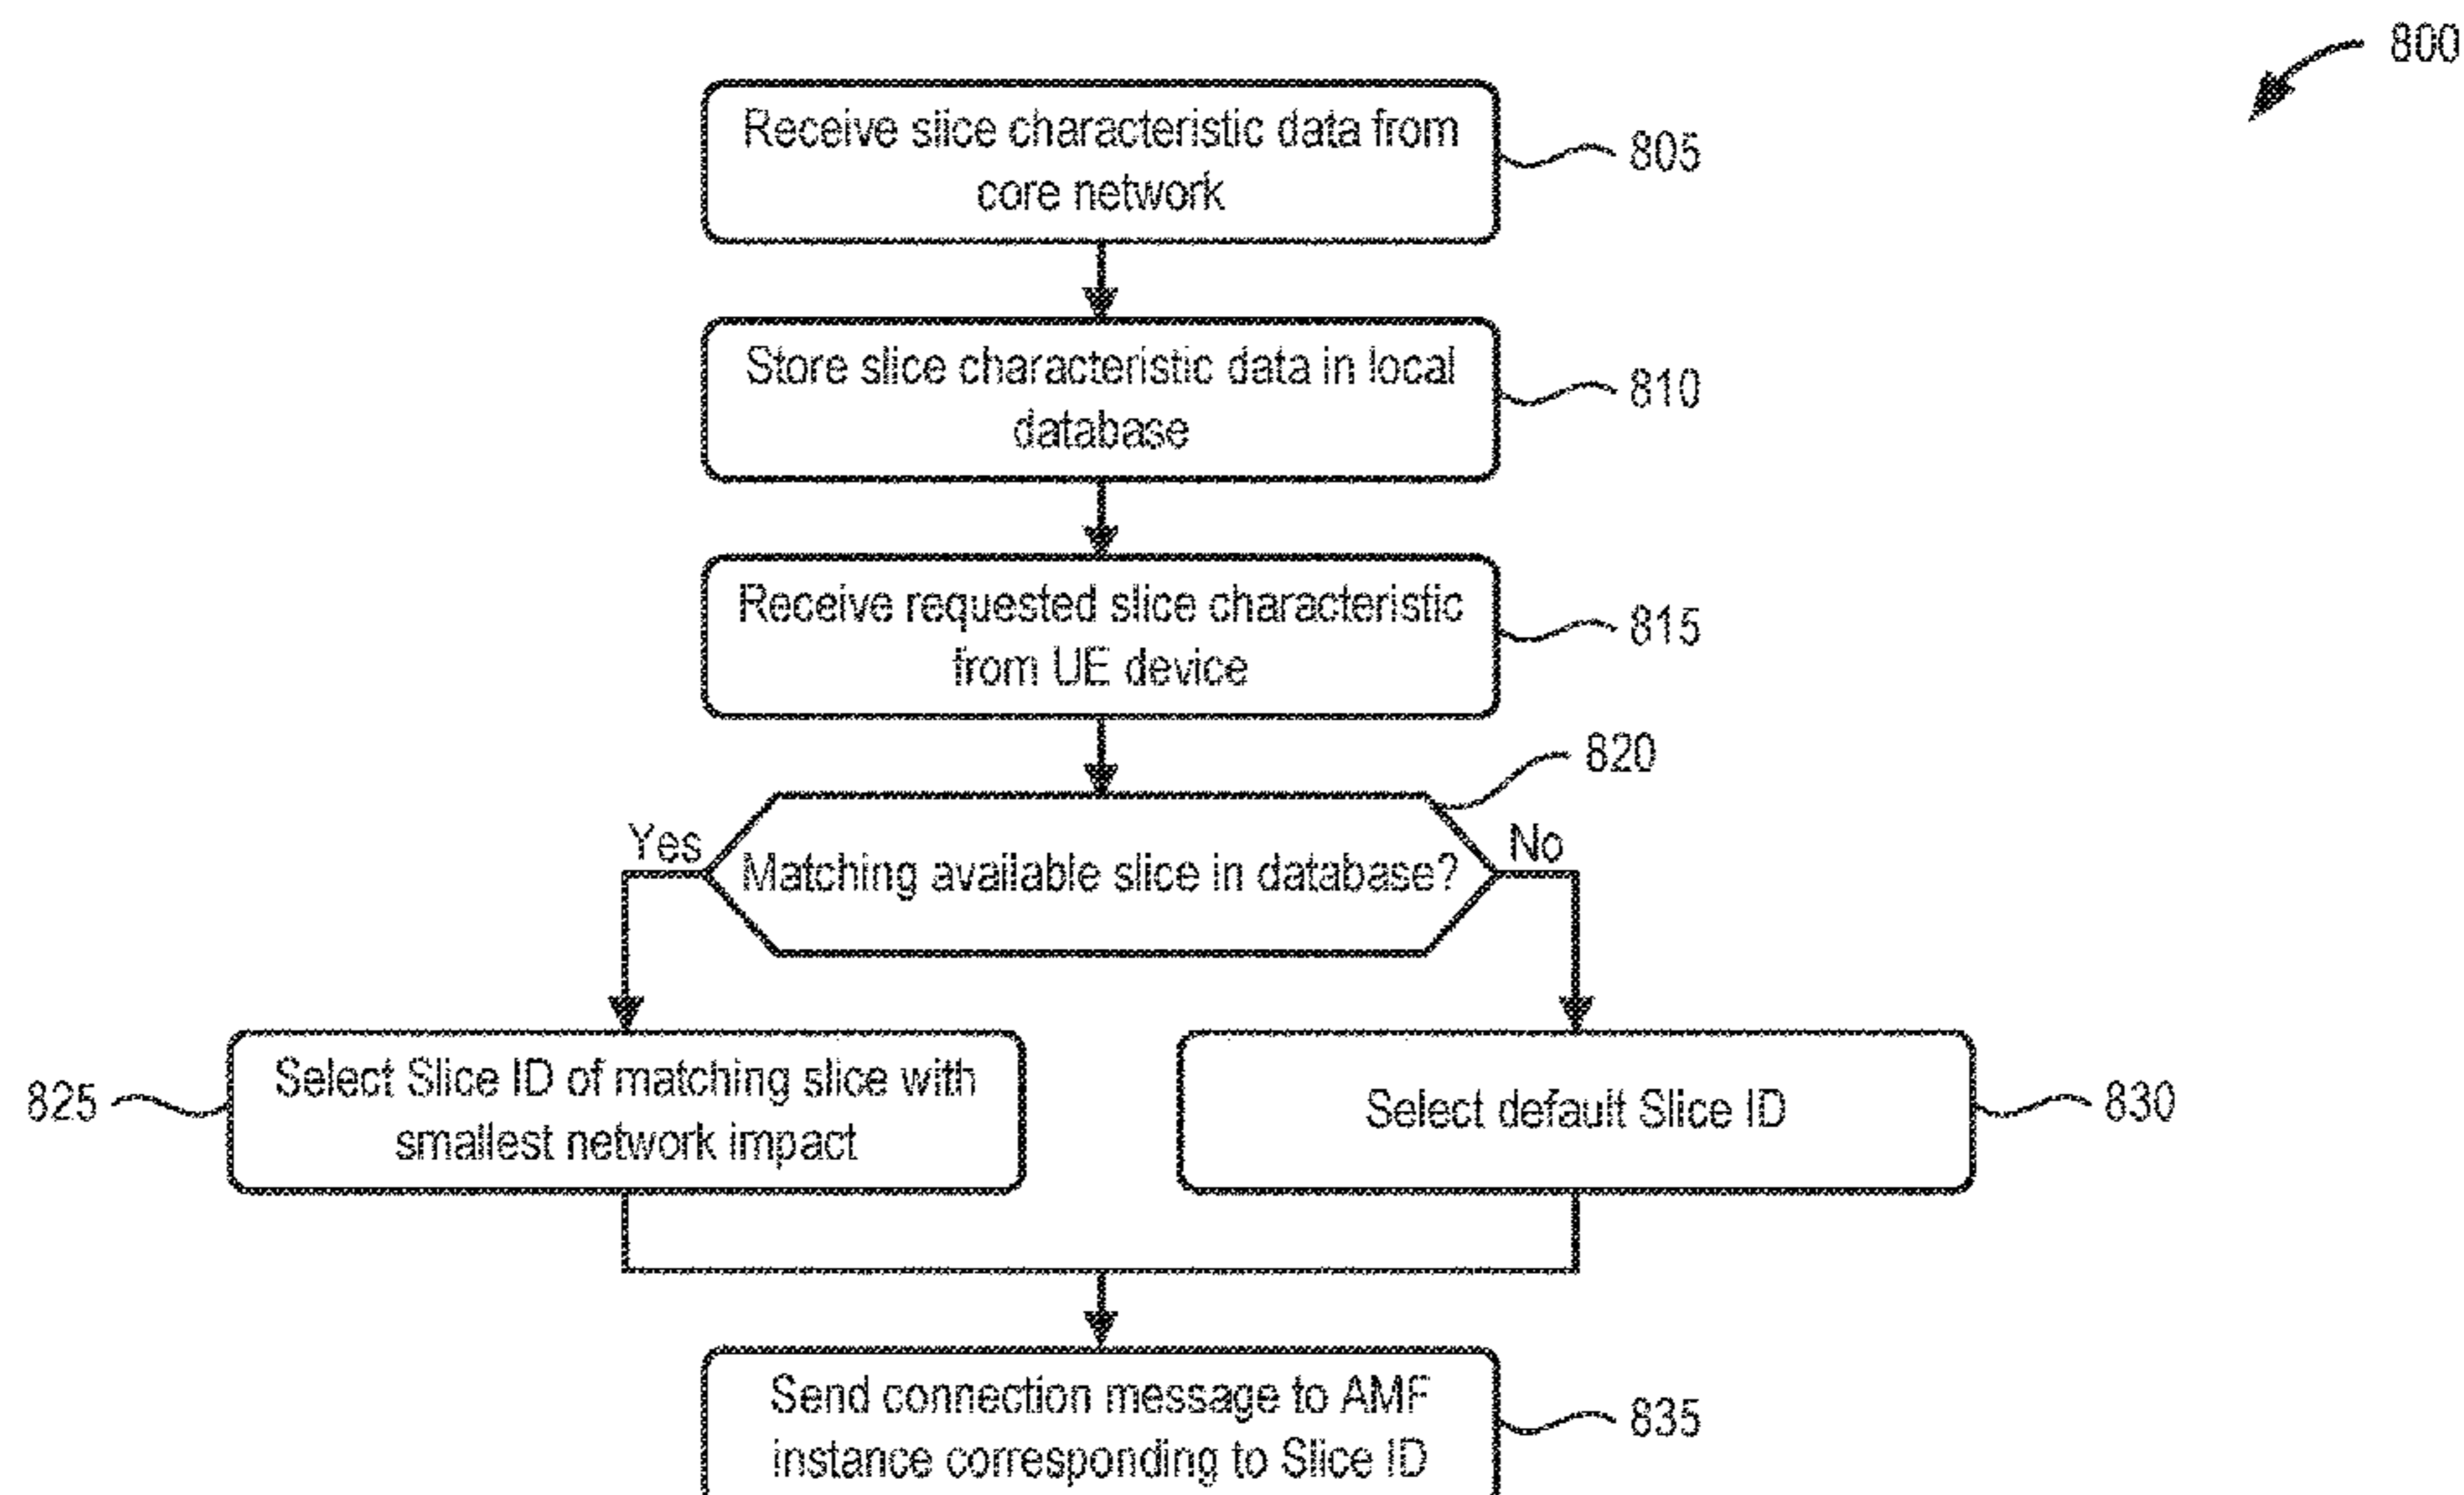 800
Receive slice characteristic data from
core network
805
Store slice characteristic data in local
database
810
Receive requested slice characteristic
from UE device
815
820
Yes
Matching available slice in database?
No
825
Select Slice ID of matching slice with
smallest network impact
Select default Slice ID
830
Send connection message to AMF
instance corresponding to Slice ID
835